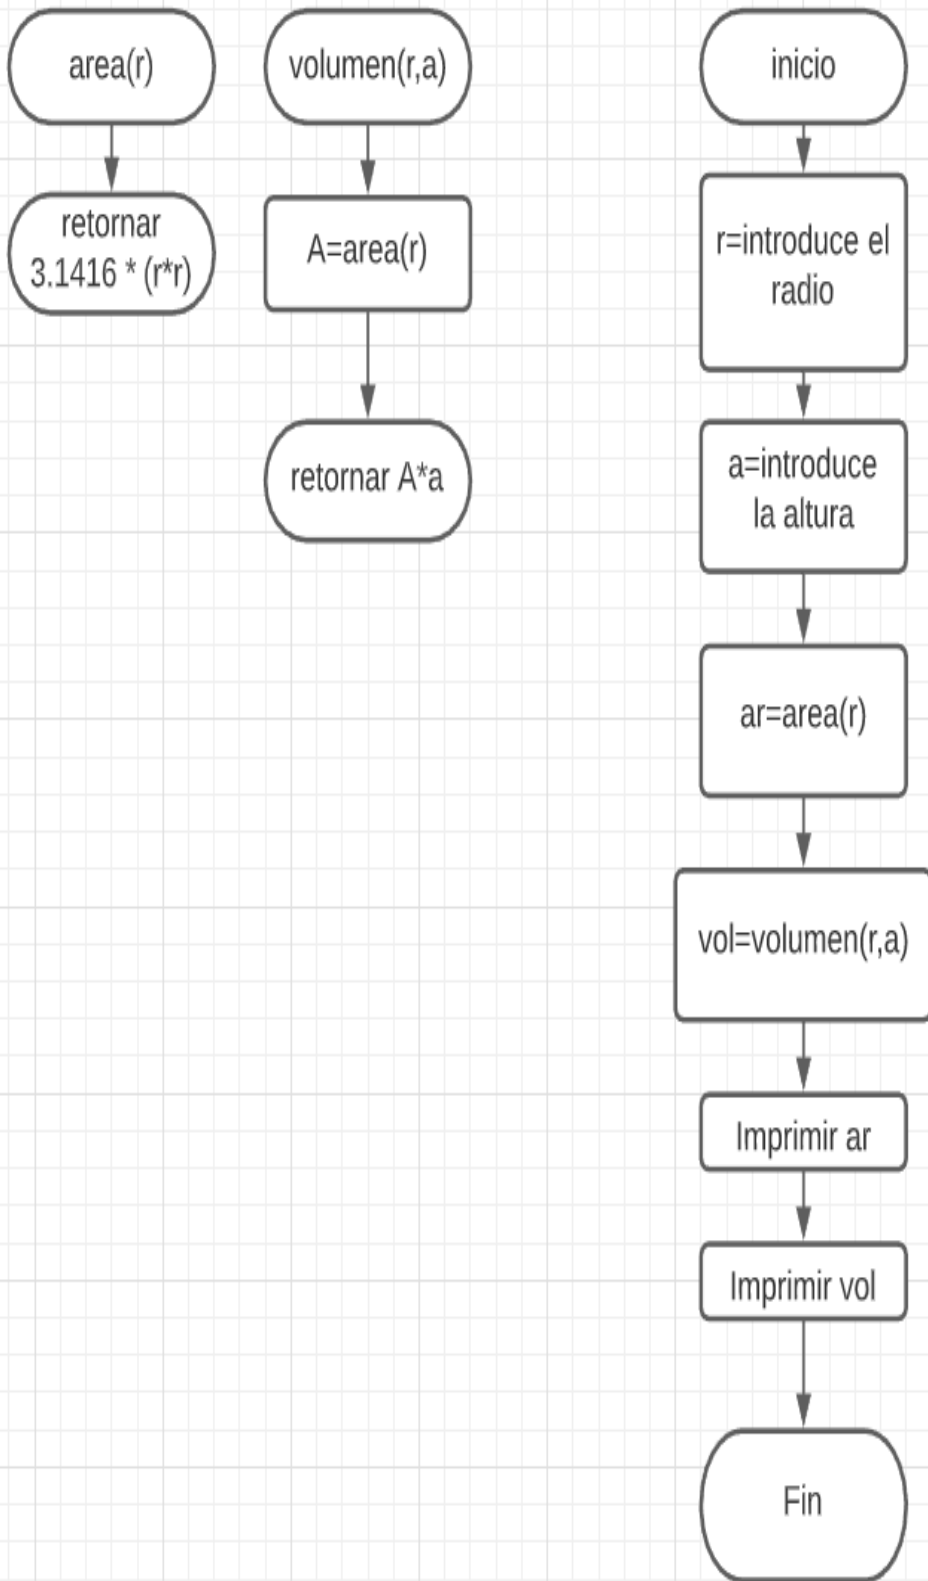 area(r)
retornar
3.1416 * (r*r)
volumen(r,a)
A=area(r)
retornar A*a
inicio
r=introduce el
radio
a=introduce
la altura
ar=area(r)
vol=volumen(r,a)
Imprimir ar
Imprimir vol
Fin